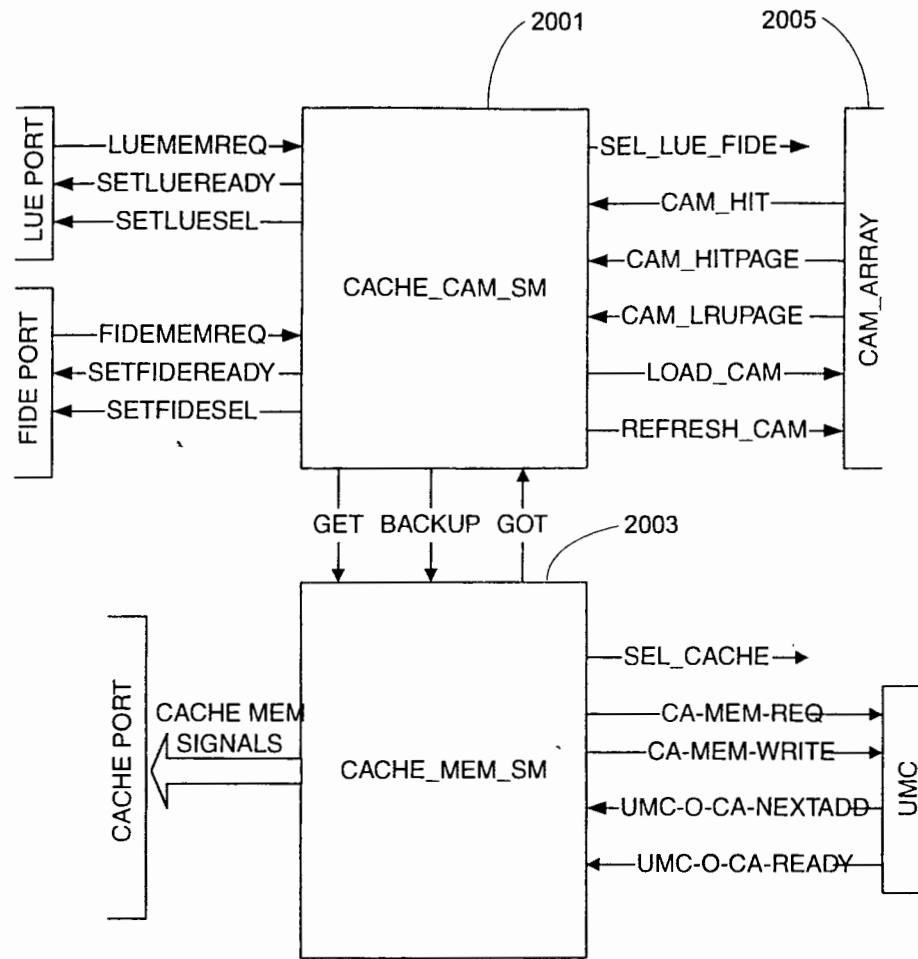 2001
2005
LUE PORT
LUEMEMREQ
SETLUEREADY
SETLUESEL
FIDE PORT
FIDEMEMREQ
SETFIDEREADY
SETFIDESEL
CACHE_CAM_SM
SEL_LUE_FIDE
CAM_HIT
CAM_HITPAGE
CAM_LRUPAGE
LOAD_CAM
REFRESH_CAM
CAM_ARRAY
GET
BACKUP
GOT
2003
CACHE PORT
CACHE MEM
SIGNALS
CACHE_MEM_SM
SEL_CACHE
CA-MEM-REQ
CA-MEM-WRITE
UMC-O-CA-NEXTADD
UMC-O-CA-READY
UMC